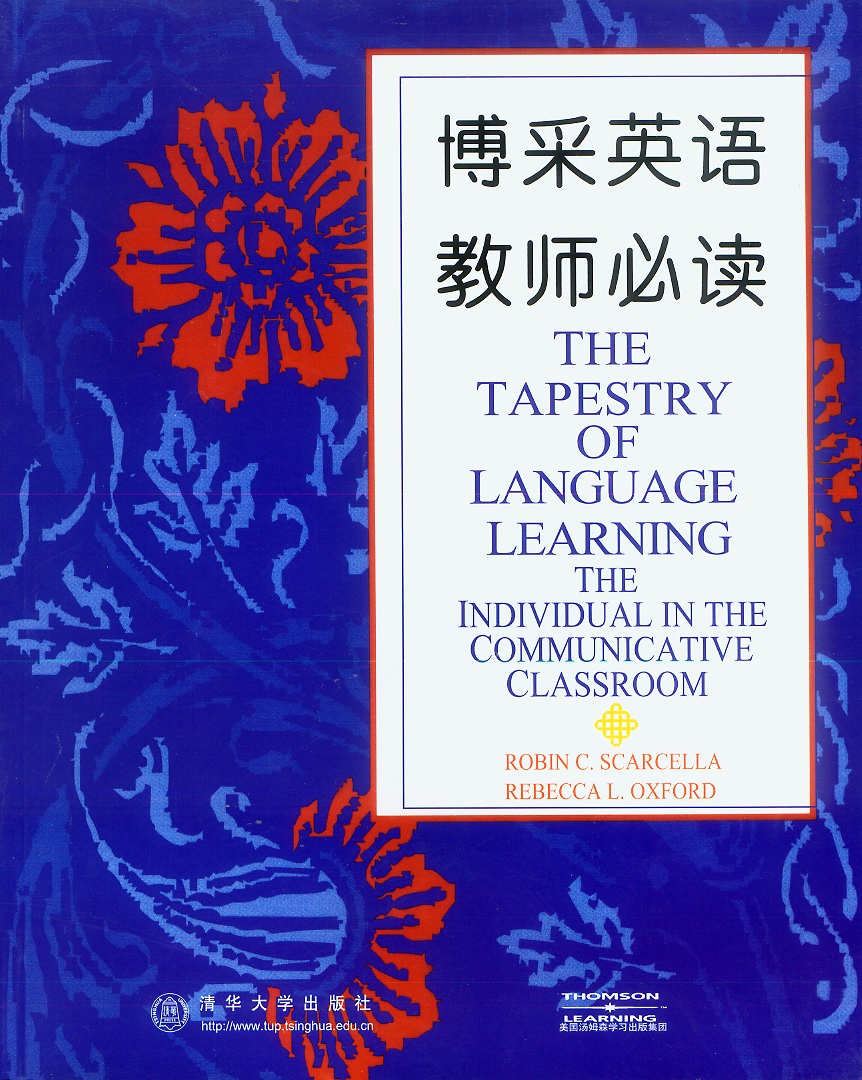 博采英语
教师必读
THE
TAPESTRY
OF
LANGUAGE
LEARNING
THE
INDIVIDUAL IN THE
COMMUNICATIVE
CLASSROOM
ROBIN C. SCARCELLA
REBECCA L. OXFORD
清华大学出版社
http://www.tup.tsinghua.edu.cn
THOMSON
LEARNING™
美国汤姆森学习出版集团